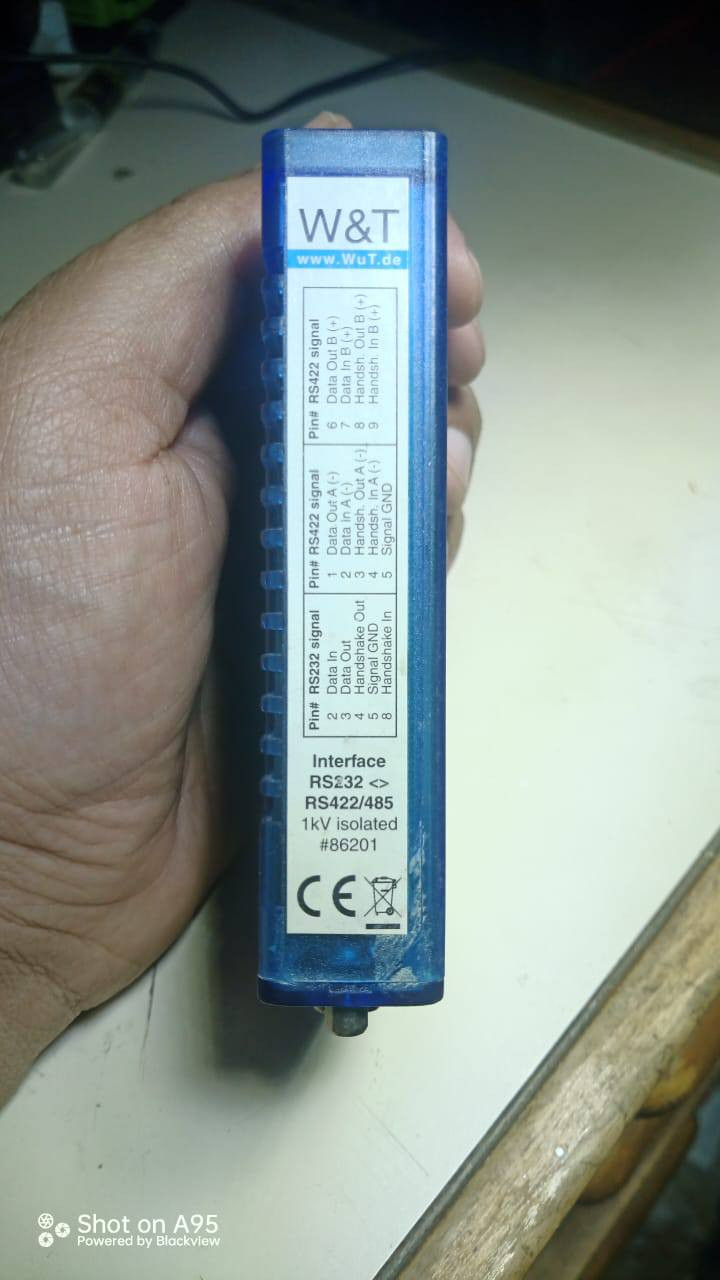 W&T
www.WuT.de
Pin# RS232 signal
2 Data In
3 Data Out
4 Handshake Out
5 Signal GND
8 Handshake In
Pin# RS422 signal
1 Data Out A (-)
2 Data In A (-)
3 Handsh. Out A (-)
4 Handsh. In A (-)
5 Signal GND
Pin# RS422 signal
6 Data Out B (+)
7 Data In B (+)
8 Handsh. Out B (+)
9 Handsh. In B (+)
Interface
RS232 <>
RS422/485
1kV isolated
#86201
CE
Shot on A95
Powered by Blackview